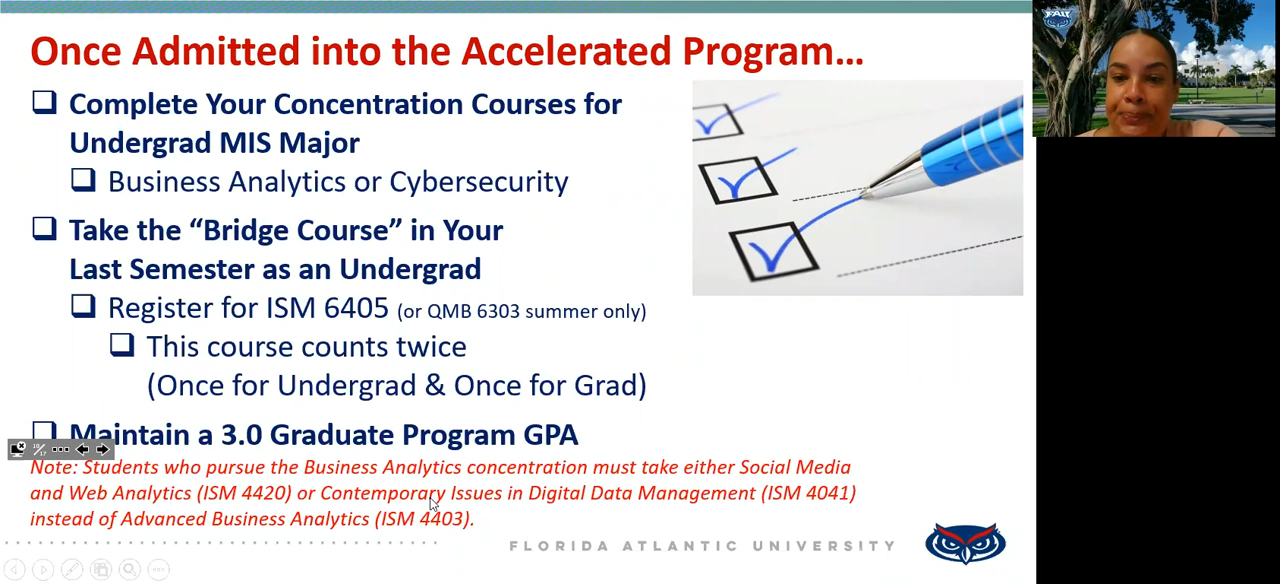 Once Admitted into the Accelerated Program...
Complete Your Concentration Courses for
Undergrad MIS Major
Business Analytics or Cybersecurity
Take the “Bridge Course” in Your
Last Semester as an Undergrad
Register for ISM 6405 (or QMB 6303 summer only)
This course counts twice
(Once for Undergrad & Once for Grad)
Maintain a 3.0 Graduate Program GPA
Note: Students who pursue the Business Analytics concentration must take either Social Media
and Web Analytics (ISM 4420) or Contemporary Issues in Digital Data Management (ISM 4041)
instead of Advanced Business Analytics (ISM 4403).
FLORIDA ATLANTIC UNIVERSITY
FAU